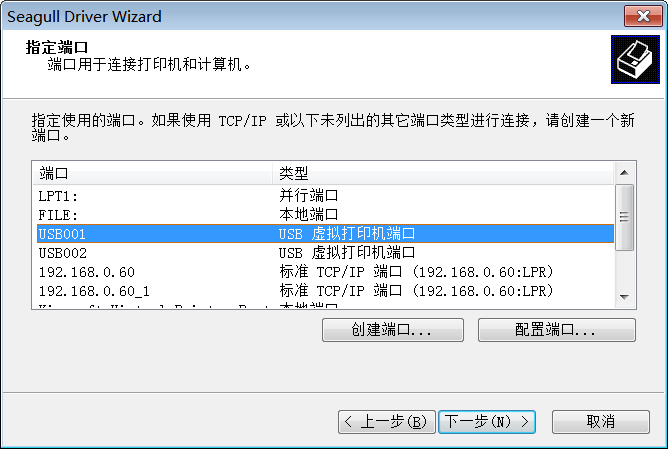 Seagull Driver Wizard
指定端口
端口用于连接打印机和计算机。
指定使用的端口。如果使用 TCP/IP 或以下未列出的其它端口类型进行连接，请创建一个新
端口。
端口 类型
LPT1: 并行端口
FILE: 本地端口
USB001 USB 虚拟打印机端口
USB002 USB 虚拟打印机端口
192.168.0.60 标准 TCP/IP 端口 (192.168.0.60:LPR)
192.168.0.60_1 标准 TCP/IP 端口 (192.168.0.60:LPR)
本地端口
创建端口... 配置端口...
< 上一步(B) 下一步(N) > 取消